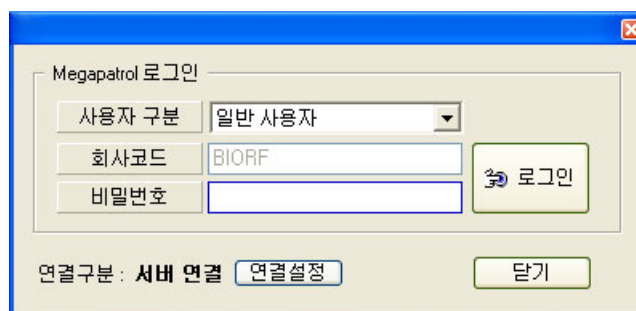 Megapatrol 로그인
사용자 구분 일반 사용자
회사코드 BIORF
로그인
비밀번호
연결구분 : 서버 연결 연결설정 닫기